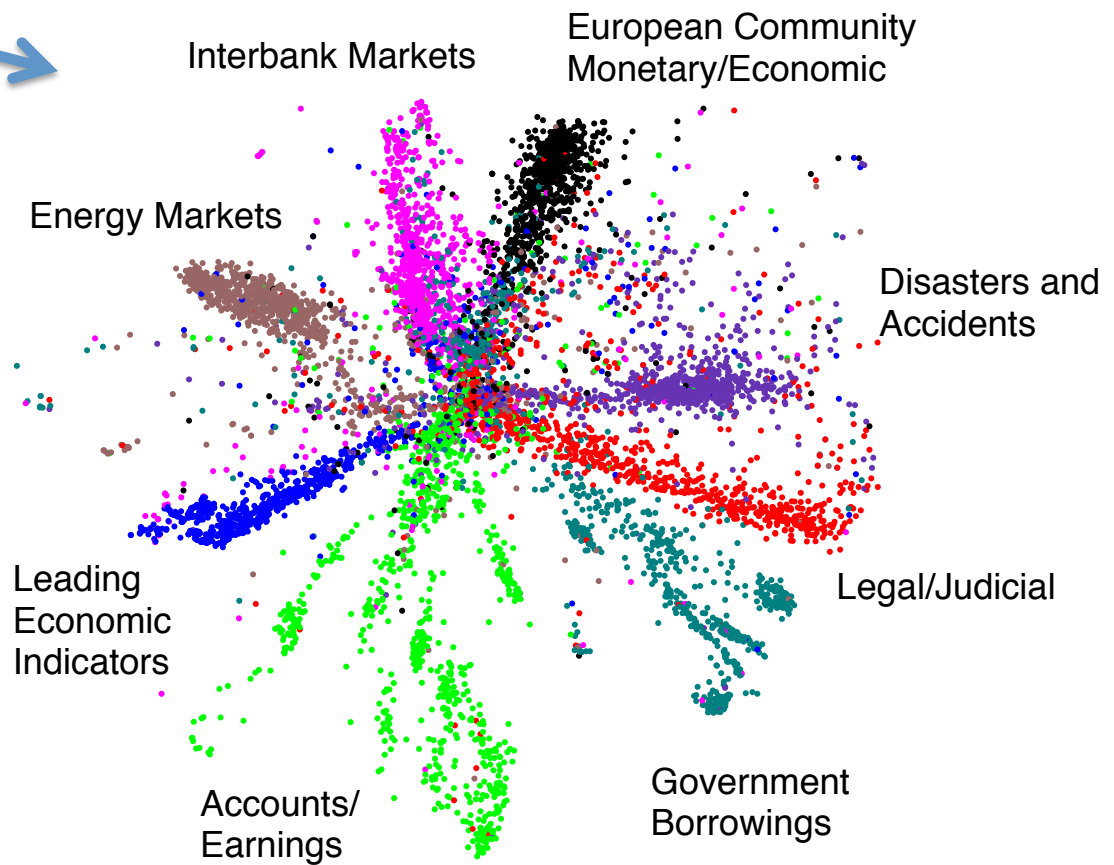 European Community
Monetary/Economic
Interbank Markets
Energy Markets
Disasters and
Accidents
Leading
Economic
Indicators
Legal/Judicial
Accounts/
Earnings
Government
Borrowings